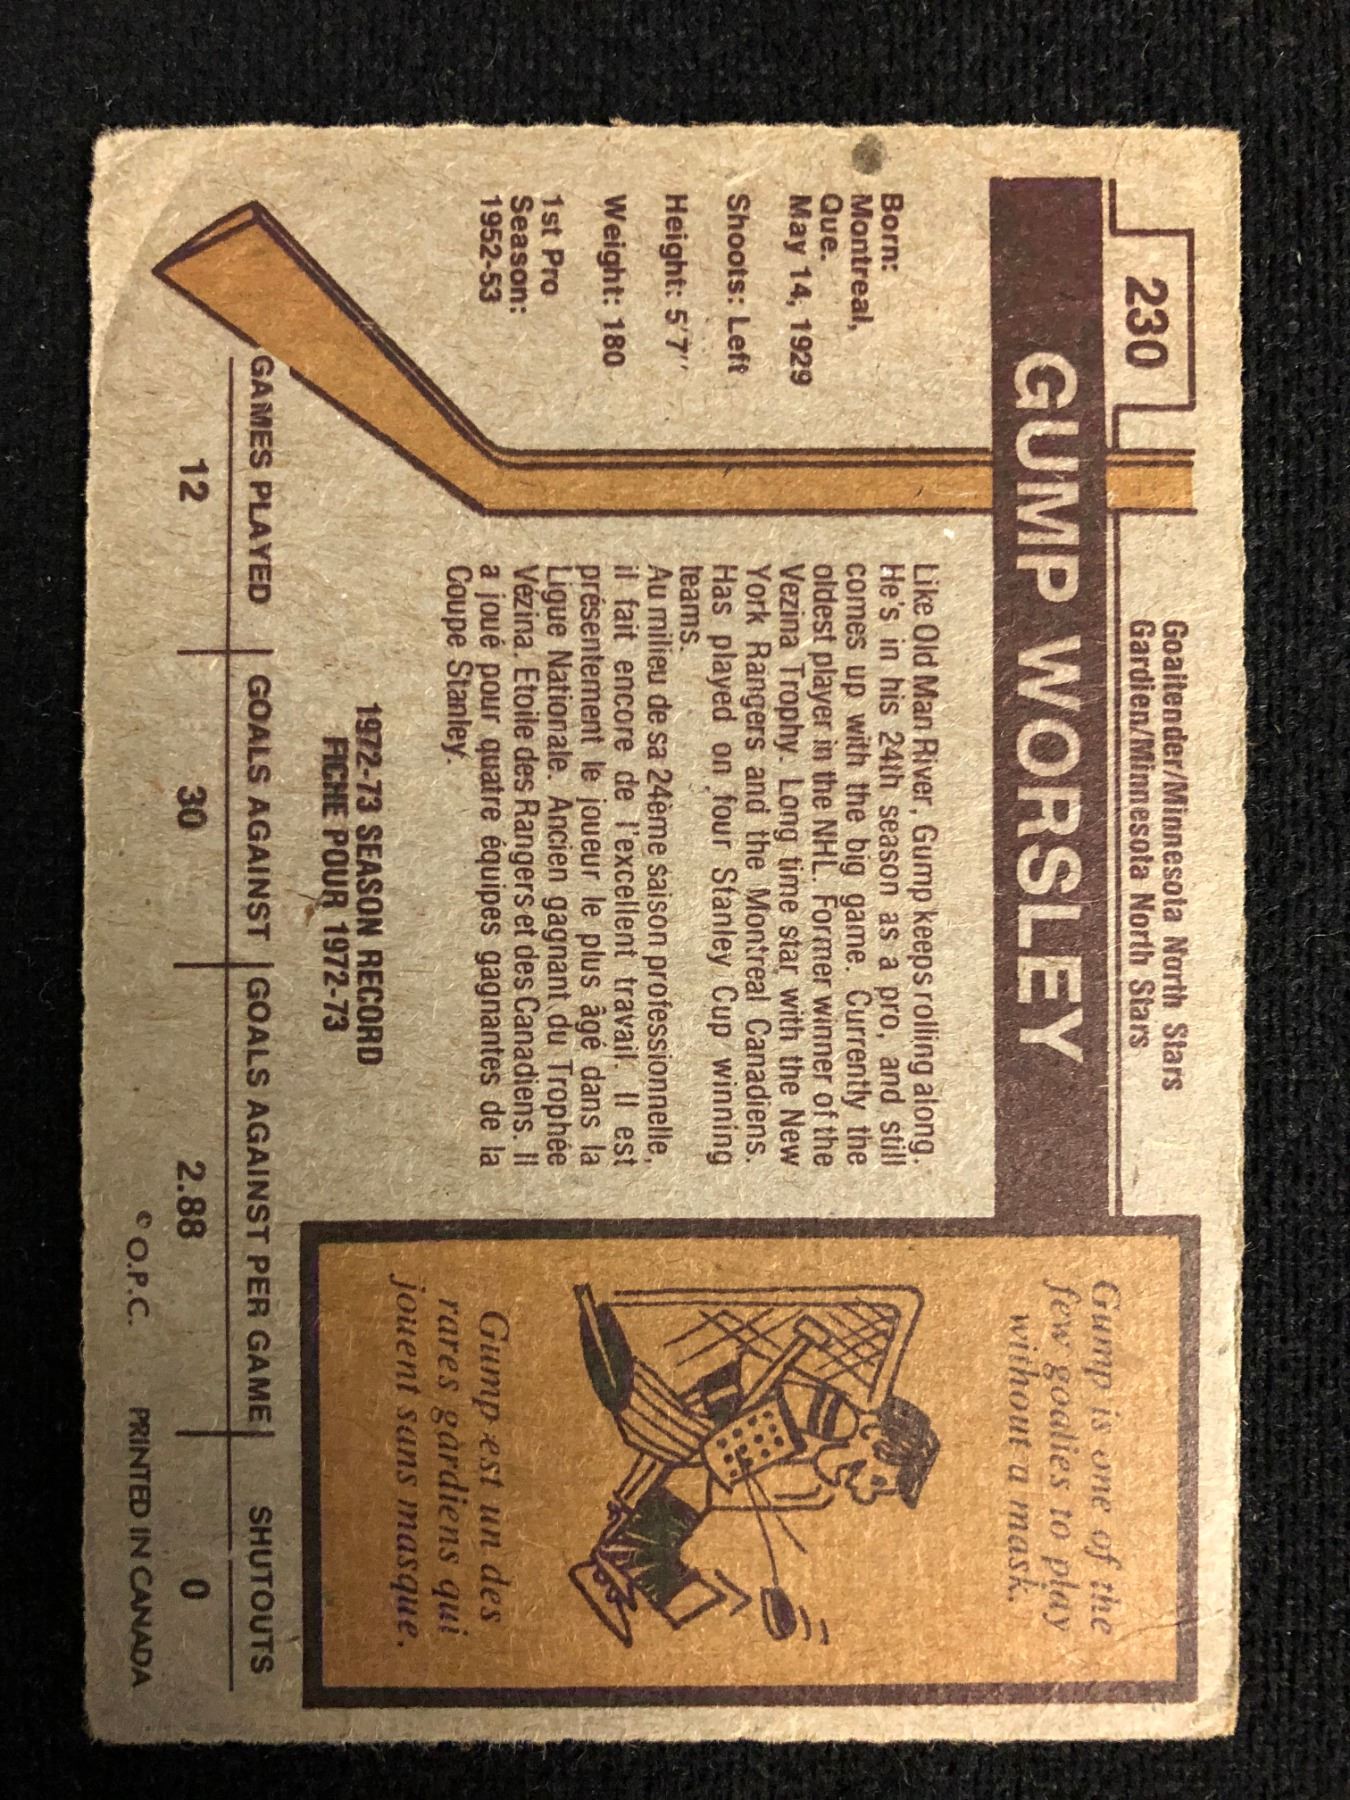 230
Goaltender/Minnesota North Stars
Gardien/Minnesota North Stars
GUMP WORSLEY
Born:
Montreal,
Que.
May 14, 1929
Shoots: Left
Height: 5'7"
Weight: 180
1st Pro
Season:
1952-53
Like Old Man River, Gump keeps rolling along.
He's in his 24th season as a pro, and still
comes up with the big game. Currently the
oldest player in the NHL. Former winner of the
Vezina Trophy. Long time star with the New
York Rangers and the Montreal Canadiens.
Has played on four Stanley Cup winning
teams.
Au milieu de sa 24ème saison professionnelle,
il fait encore de l'excellent travail. Il est
présentement le joueur le plus âgé dans la
Ligue Nationale. Ancien gagnant du Trophée
Vézina. Etoile des Rangers et des Canadiens. Il
a joué pour quatre équipes gagnantes de la
Coupe Stanley.
Gump is one of the
few goalies to play
without a mask.
Gump est un des
rares gardiens qui
jouent sans masque.
1972-73 SEASON RECORD
FICHE POUR 1972-73
GAMES PLAYED GOALS AGAINST GOALS AGAINST PER GAME SHUTOUTS
12 30 2.88 0
© O.P.C. PRINTED IN CANADA